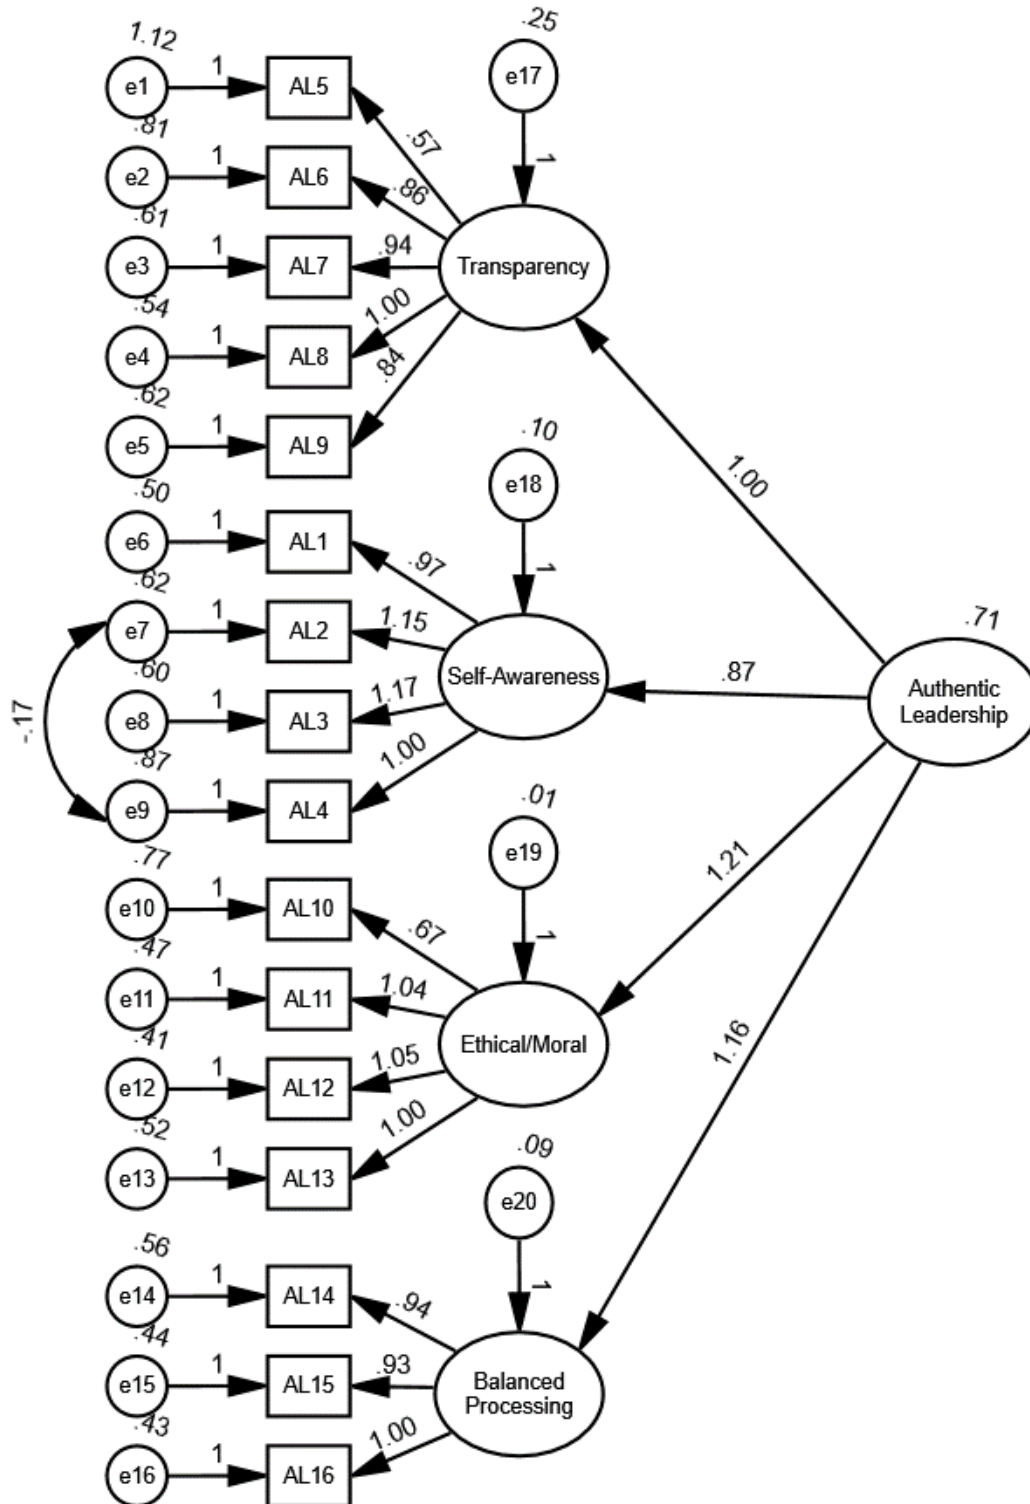 1.12
.25
e1
1
AL5
e17
.57
1
.81
e2
1
AL6
.86
.61
e3
1
AL7
.94
Transparency
.54
e4
1
AL8
1.00
.62
e5
1
AL9
.84
.10
1.00
e18
.50
e6
1
AL1
.97
1
.62
e7
1
AL2
1.15
.71
.60
Self-Awareness
.87
Authentic
Leadership
-.17
e8
1
AL3
1.17
.87
e9
1
AL4
1.00
.01
.77
e19
1.21
e10
1
AL10
.67
1
.47
e11
1
AL11
1.04
.41
Ethical/Moral
1.16
e12
1
AL12
1.05
.52
e13
1
AL13
1.00
.09
e20
.56
e14
1
AL14
.94
1
.44
e15
1
AL15
.93
Balanced
Processing
.43
e16
1
AL16
1.00